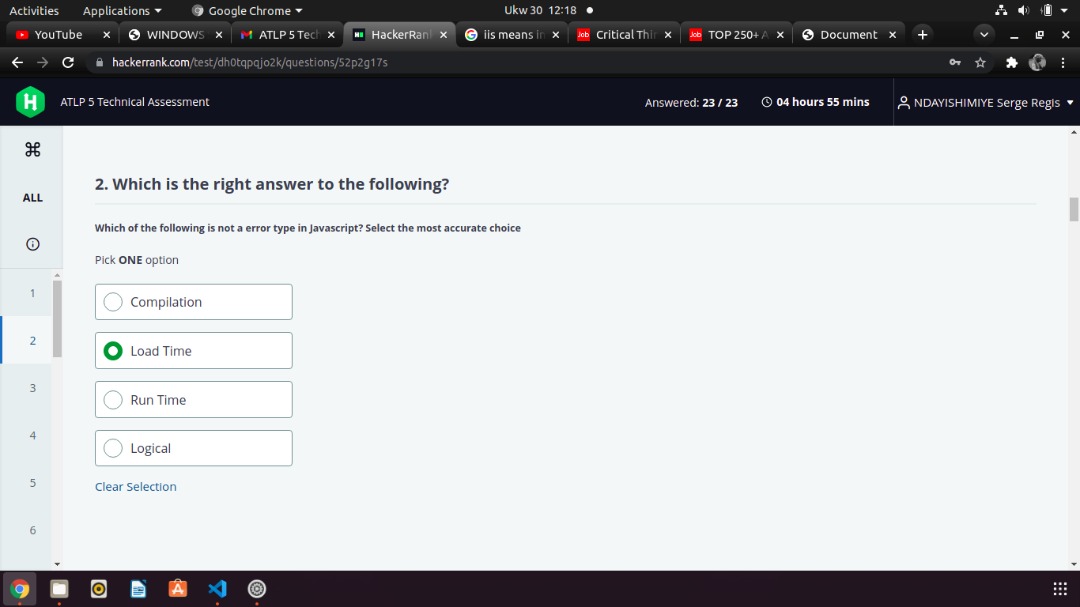 Activities Applications Google Chrome Ukw 30 12:18
YouTube WINDOWS ATLP 5 Tech HackerRan iis means in Critical Thin TOP 250+ A Document
hackerrank.com/test/dh0tqpqjo2k/questions/52p2g17s
H ATLP 5 Technical Assessment Answered: 23 / 23 04 hours 55 mins NDAYISHIMIYE Serge Regis
ALL
2. Which is the right answer to the following?
Which of the following is not a error type in Javascript? Select the most accurate choice
Pick ONE option
1
Compilation
2
Load Time
3
Run Time
4
Logical
5
Clear Selection
6